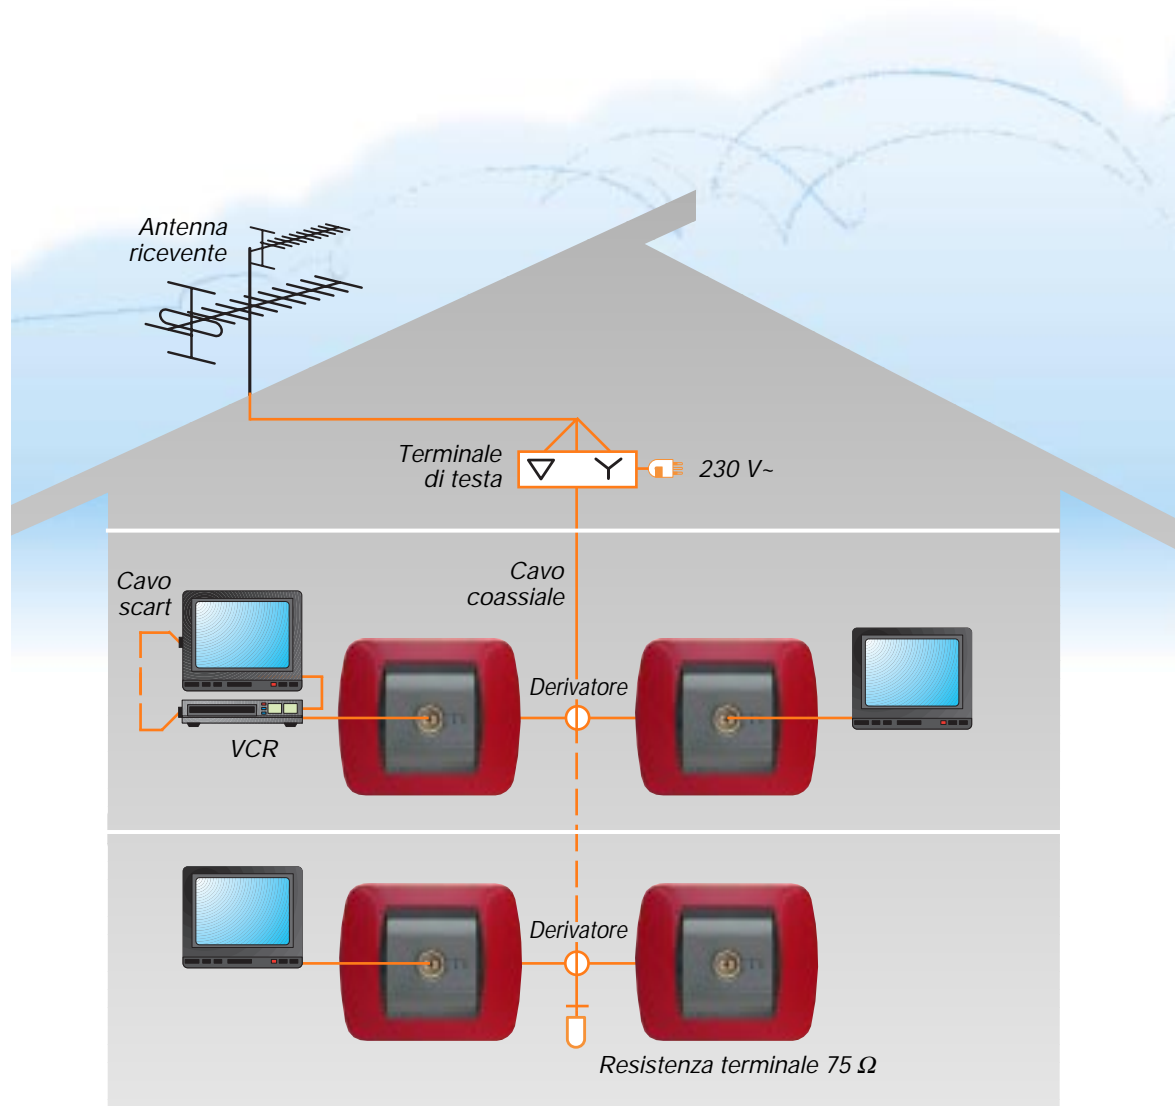 Antenna
ricevente
Terminale
di testa
230 V~
Cavo
scart
Cavo
coassiale
Derivatore
VCR
Derivatore
Resistenza terminale 75 Ω